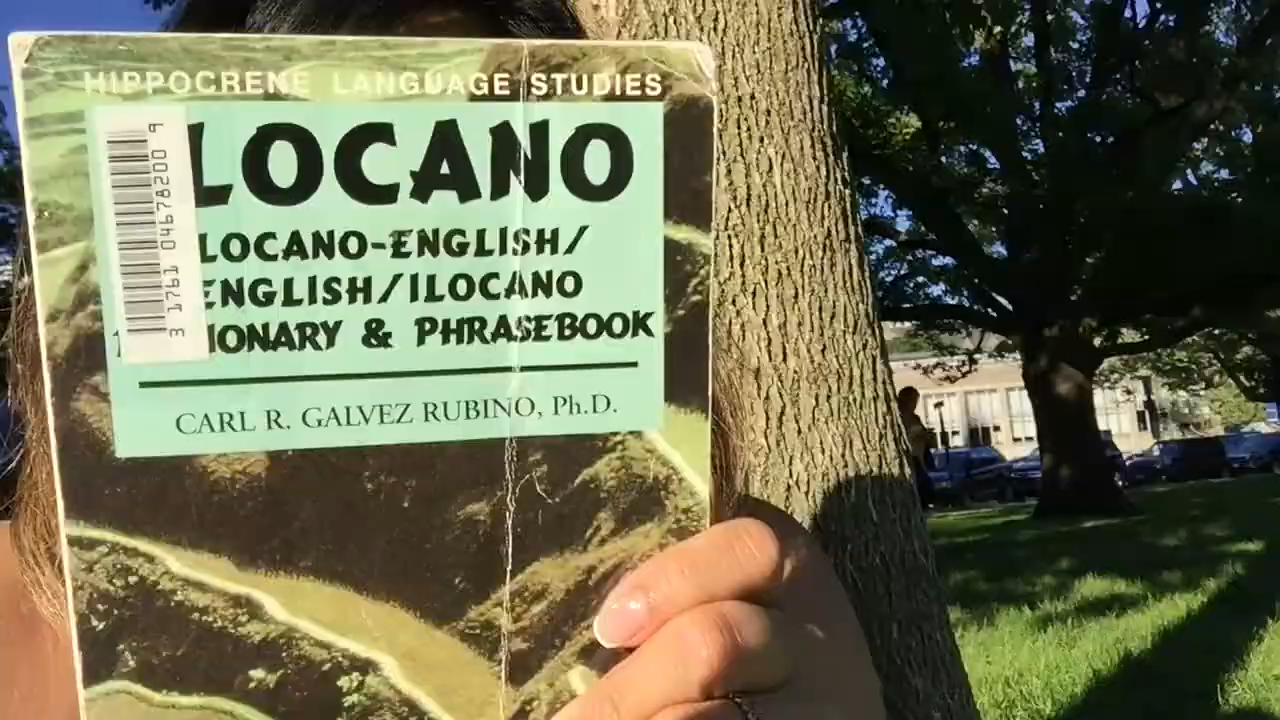 HIPPOCRENE LANGUAGE STUDIES
LOCANO
LOCANO-ENGLISH/
ENGLISH/ILOCANO
IONARY & PHRASEBOOK
CARL R. GALVEZ RUBINO, Ph.D.
3 1761 04678200 9